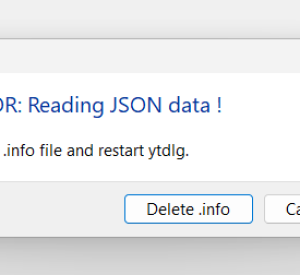 OR: Reading JSON data !
.info file and restart ytdlg.
Delete .info
Ca